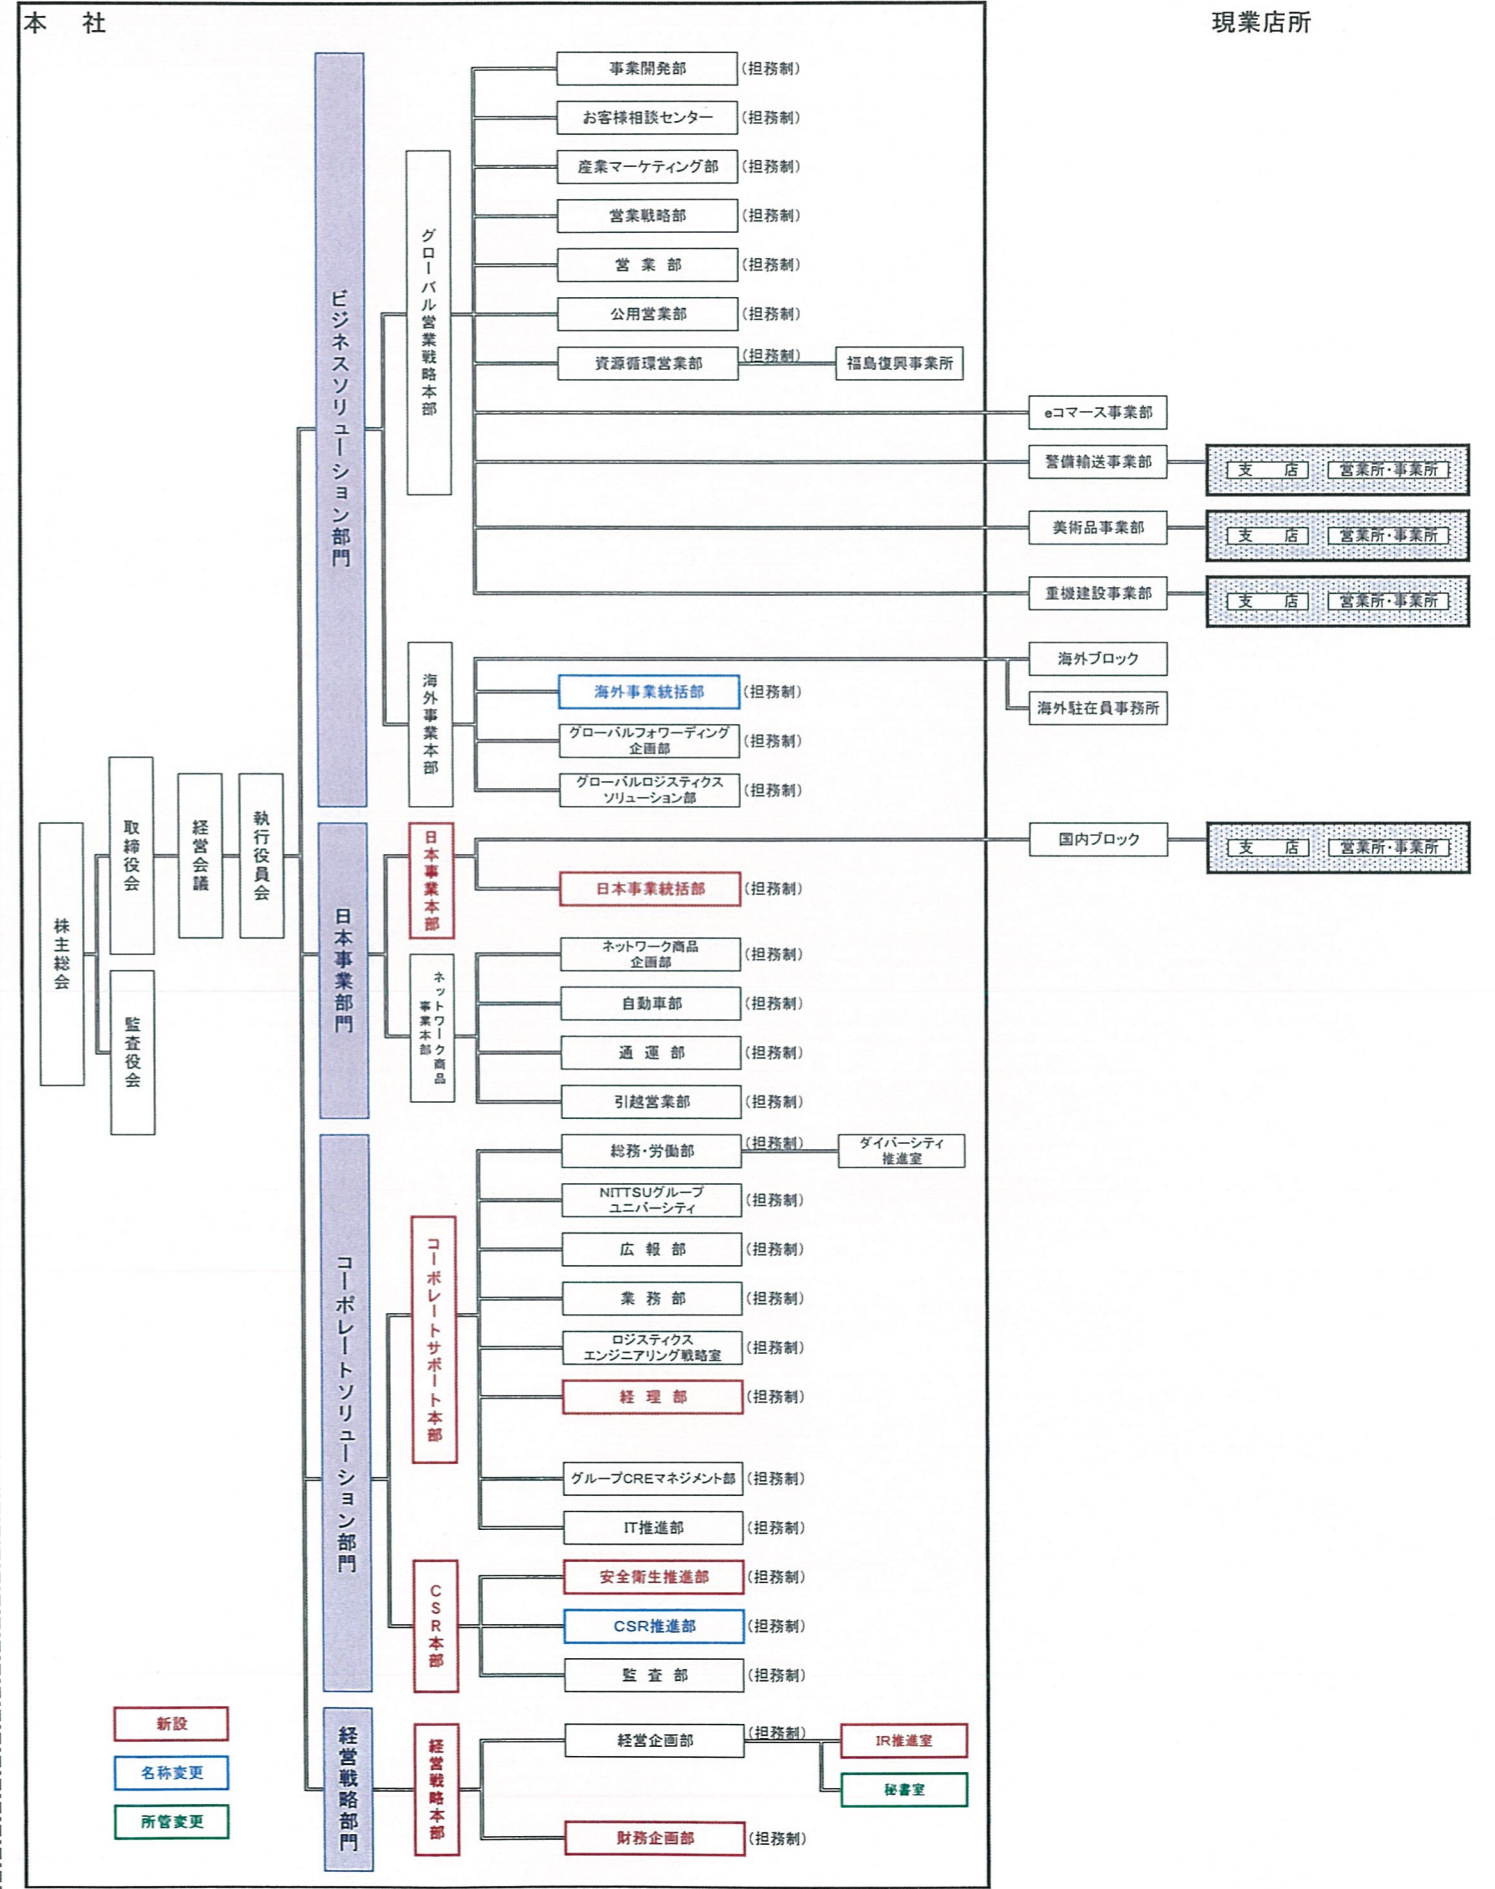 本 社
現業店所
株主総会
取締役会
監査役会
経営会議
執行役員会
ビジネスソリューション部門
グローバル営業戦略本部
事業開発部 (担務制)
お客様相談センター (担務制)
産業マーケティング部 (担務制)
営業戦略部 (担務制)
営 業 部 (担務制)
公用営業部 (担務制)
資源循環営業部 (担務制) 福島復興事業所
eコマース事業部
警備輸送事業部 支 店 営業所・事業所
美術品事業部 支 店 営業所・事業所
重機建設事業部 支 店 営業所・事業所
海外事業本部
海外ブロック
海外駐在員事務所
海外事業統括部 (担務制)
グローバルフォワーディング
企画部 (担務制)
グローバルロジスティクス
ソリューション部 (担務制)
日本事業部門
日本事業本部
国内ブロック 支 店 営業所・事業所
日本事業統括部 (担務制)
ネットワーク商品
事業本部
ネットワーク商品
企画部 (担務制)
自動車部 (担務制)
通 運 部 (担務制)
引越営業部 (担務制)
コーポレートソリューション部門
コーポレートサポート本部
総務・労働部 (担務制) ダイバーシティ
推進室
NITTSUグループ
ユニバーシティ (担務制)
広 報 部 (担務制)
業 務 部 (担務制)
ロジスティクス
エンジニアリング戦略室 (担務制)
経 理 部 (担務制)
グループCREマネジメント部 (担務制)
IT推進部 (担務制)
CSR本部
安全衛生推進部 (担務制)
CSR推進部 (担務制)
監 査 部 (担務制)
経営戦略部門
経営戦略本部
経営企画部 (担務制) IR推進室
秘書室
財務企画部 (担務制)
新設
名称変更
所管変更